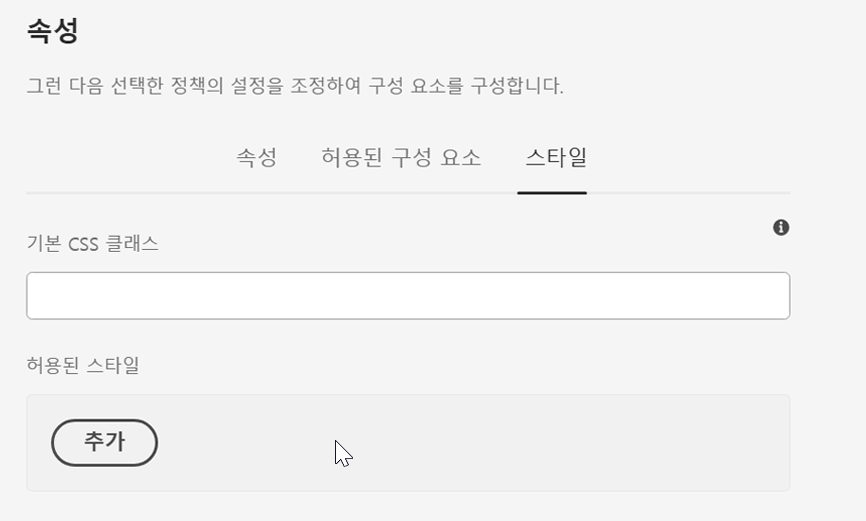 속성
그런 다음 선택한 정책의 설정을 조정하여 구성 요소를 구성합니다.
속성 허용된 구성 요소 스타일
기본 CSS 클래스
허용된 스타일
추가